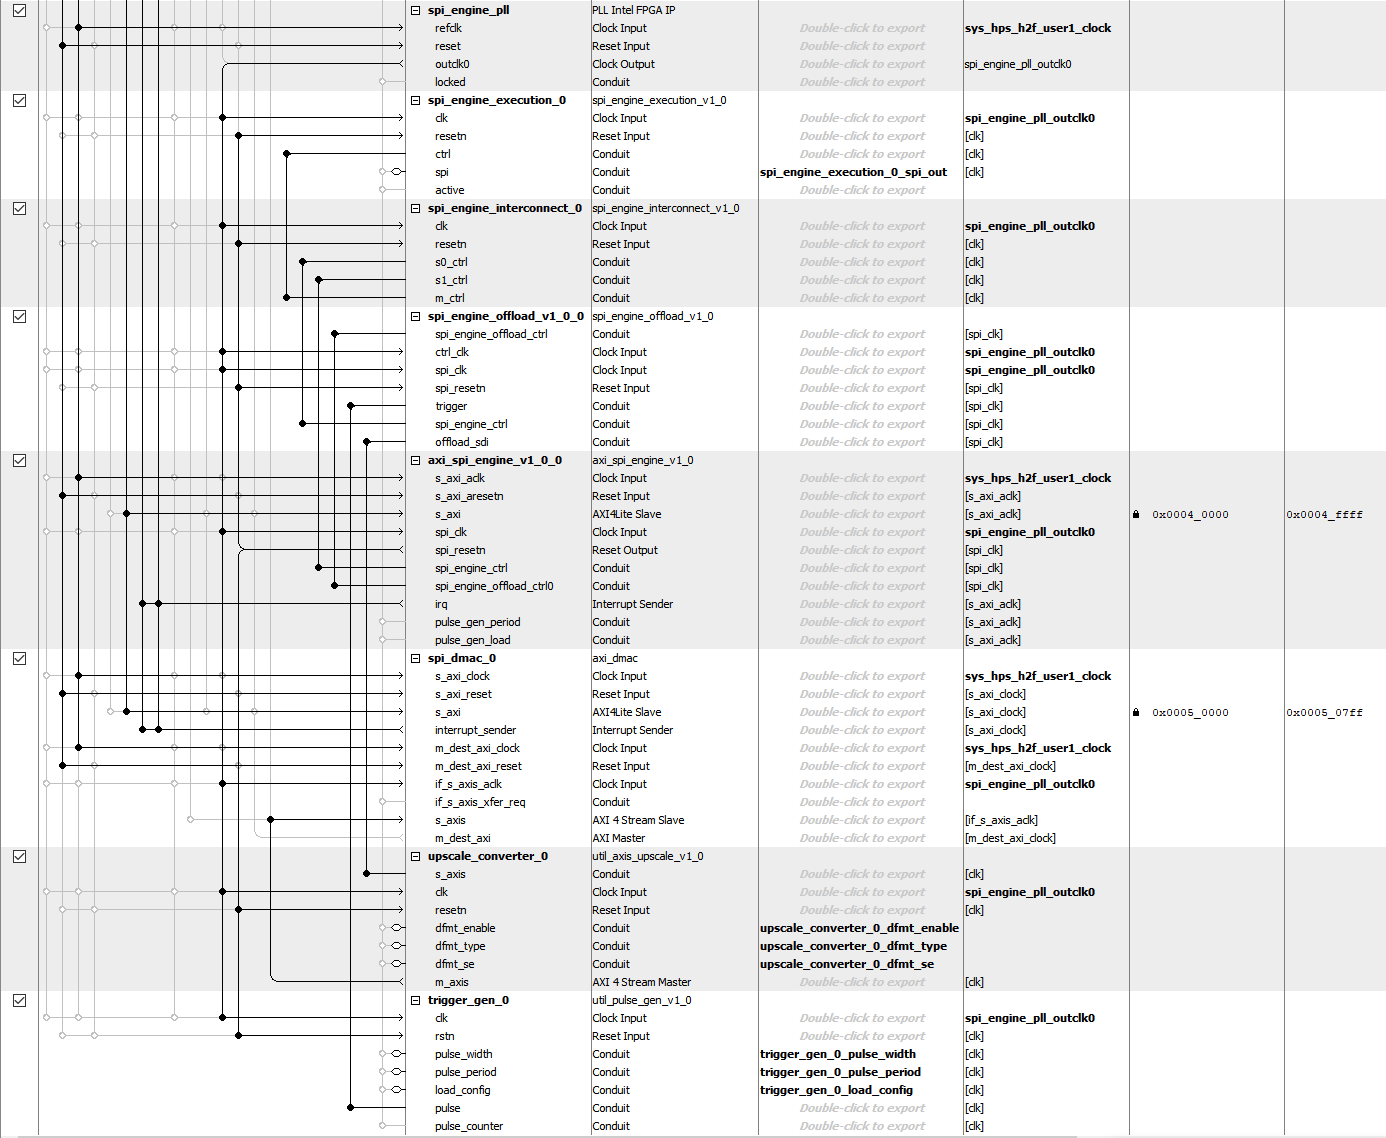 spi_engine_pll PLL Intel FPGA IP
refclk Clock Input Double-click to export sys_hps_h2f_user1_clock
reset Reset Input Double-click to export
outclk0 Clock Output Double-click to export spi_engine_pll_outclk0
locked Conduit Double-click to export
spi_engine_execution_0 spi_engine_execution_v1_0
clk Clock Input Double-click to export spi_engine_pll_outclk0
resetn Reset Input Double-click to export [clk]
ctrl Conduit Double-click to export [clk]
spi Conduit spi_engine_execution_0_spi_out [clk]
active Conduit Double-click to export
spi_engine_interconnect_0 spi_engine_interconnect_v1_0
clk Clock Input Double-click to export spi_engine_pll_outclk0
resetn Reset Input Double-click to export [clk]
s0_ctrl Conduit Double-click to export [clk]
s1_ctrl Conduit Double-click to export [clk]
m_ctrl Conduit Double-click to export [clk]
spi_engine_offload_v1_0_0 spi_engine_offload_v1_0
spi_engine_offload_ctrl Conduit Double-click to export [spi_clk]
ctrl_clk Clock Input Double-click to export spi_engine_pll_outclk0
spi_clk Clock Input Double-click to export spi_engine_pll_outclk0
spi_resetn Reset Input Double-click to export [spi_clk]
trigger Conduit Double-click to export [spi_clk]
spi_engine_ctrl Conduit Double-click to export [spi_clk]
offload_sdi Conduit Double-click to export [spi_clk]
axi_spi_engine_v1_0_0 axi_spi_engine_v1_0
s_axi_aclk Clock Input Double-click to export sys_hps_h2f_user1_clock
s_axi_aresetn Reset Input Double-click to export [s_axi_aclk]
s_axi AXI4Lite Slave Double-click to export [s_axi_aclk] 0x0004_0000 0x0004_ffff
spi_clk Clock Input Double-click to export spi_engine_pll_outclk0
spi_resetn Reset Output Double-click to export [spi_clk]
spi_engine_ctrl Conduit Double-click to export [spi_clk]
spi_engine_offload_ctrl0 Conduit Double-click to export [spi_clk]
irq Interrupt Sender Double-click to export [s_axi_aclk]
pulse_gen_period Conduit Double-click to export [s_axi_aclk]
pulse_gen_load Conduit Double-click to export [s_axi_aclk]
spi_dmac_0 axi_dmac
s_axi_clock Clock Input Double-click to export sys_hps_h2f_user1_clock
s_axi_reset Reset Input Double-click to export [s_axi_clock]
s_axi AXI4Lite Slave Double-click to export [s_axi_clock] 0x0005_0000 0x0005_07ff
interrupt_sender Interrupt Sender Double-click to export [s_axi_clock]
m_dest_axi_clock Clock Input Double-click to export sys_hps_h2f_user1_clock
m_dest_axi_reset Reset Input Double-click to export [m_dest_axi_clock]
if_s_axis_aclk Clock Input Double-click to export spi_engine_pll_outclk0
if_s_axis_xfer_req Conduit Double-click to export
s_axis AXI 4 Stream Slave Double-click to export [if_s_axis_aclk]
m_dest_axi AXI Master Double-click to export [m_dest_axi_clock]
upscale_converter_0 util_axis_upscale_v1_0
s_axis Conduit Double-click to export [clk]
clk Clock Input Double-click to export spi_engine_pll_outclk0
resetn Reset Input Double-click to export [clk]
dfmt_enable Conduit upscale_converter_0_dfmt_enable
dfmt_type Conduit upscale_converter_0_dfmt_type
dfmt_se Conduit upscale_converter_0_dfmt_se
m_axis AXI 4 Stream Master Double-click to export [clk]
trigger_gen_0 util_pulse_gen_v1_0
clk Clock Input Double-click to export spi_engine_pll_outclk0
rstn Reset Input Double-click to export [clk]
pulse_width Conduit trigger_gen_0_pulse_width [clk]
pulse_period Conduit trigger_gen_0_pulse_period [clk]
load_config Conduit trigger_gen_0_load_config [clk]
pulse Conduit Double-click to export [clk]
pulse_counter Conduit Double-click to export [clk]